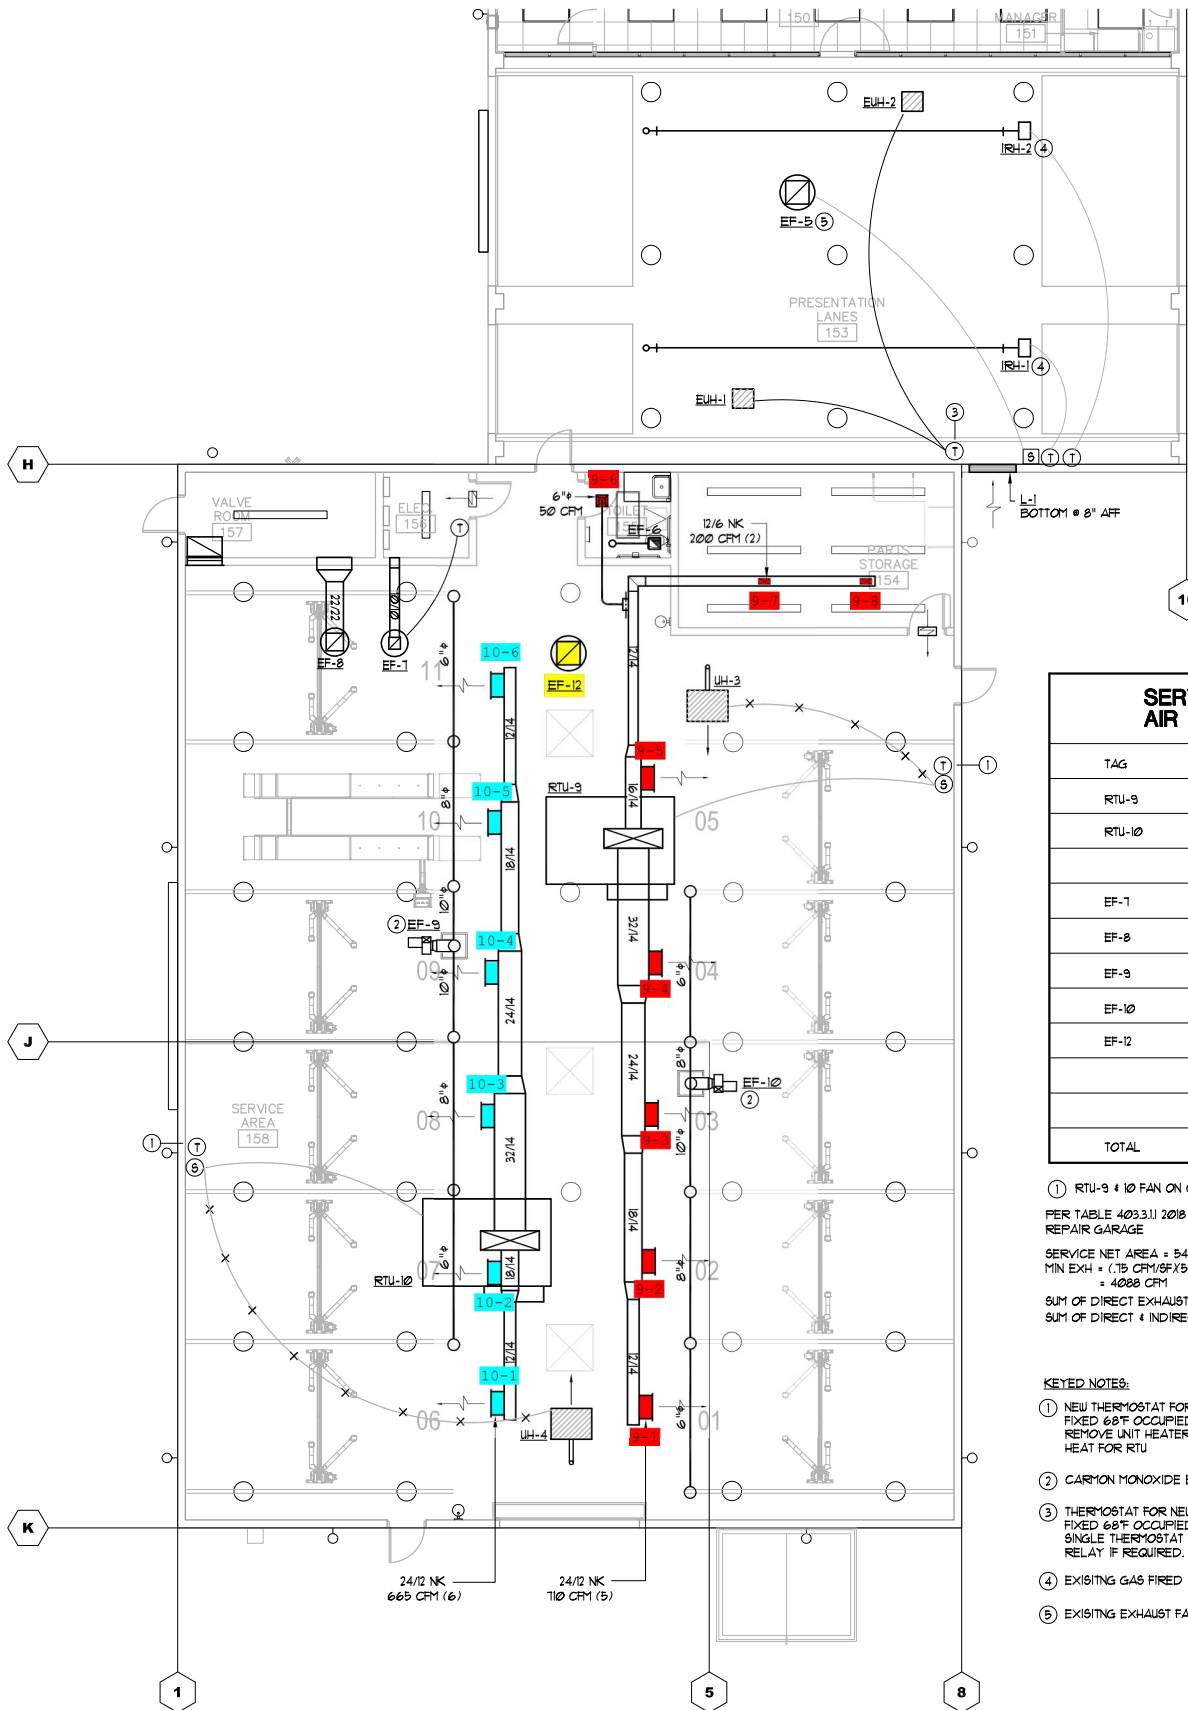 150
MANAGER
151
EUH-2
IRH-2 4
EF-5 5
PRESENTATION
LANES
153
IRH-1 4
EUH-1
3
T
S T T
H
L-1
BOTTOM @ 8" AFF
VALVE
ROOM
157
ELEC
156
T
9-6
6"ϕ
50 CFM
TOILET
EF-6
12/6 NK
200 CFM (2)
PARTS
STORAGE
154
9-7
9-8
22/22
10/10
EF-8
EF-7
6"ϕ
10-6
EF-12
12/14
11
12/14
UH-3
9-5
T 1
S
10-5
RTU-9
16/14
8"ϕ
10
18/14
05
10"ϕ
2 EF-9
10-4
32/14
09
10"ϕ
24/14
6"ϕ
04
9-4
J
24/14
8"ϕ
EF-10
2
10-3
8"ϕ
08
SERVICE
AREA
158
1 T
S
32/14
9-3
03
10"ϕ
18/14
6"ϕ
07
RTU-10
18/14
10-2
8"ϕ
02
9-2
12/14
12/14
10-1
06
UH-4
6"ϕ
01
9-1
K
24/12 NK
665 CFM (6)
24/12 NK
710 CFM (5)
1
5
8
SER
AIR
TAG
RTU-9
RTU-10
EF-7
EF-8
EF-9
EF-10
EF-12
TOTAL
1 RTU-9 & 10 FAN ON
PER TABLE 403.3.1.1 2018
REPAIR GARAGE
SERVICE NET AREA = 54
MIN EXH = (.75 CFM/SF)(5
= 4088 CFM
SUM OF DIRECT EXHAUST
SUM OF DIRECT & INDIRE
KEYED NOTES:
1 NEW THERMOSTAT FOR
FIXED 68°F OCCUPIED
REMOVE UNIT HEATER
HEAT FOR RTU
2 CARMON MONOXIDE
3 THERMOSTAT FOR NEW
FIXED 68°F OCCUPIED
SINGLE THERMOSTAT
RELAY IF REQUIRED.
4 EXISITNG GAS FIRED
5 EXISITNG EXHAUST FA